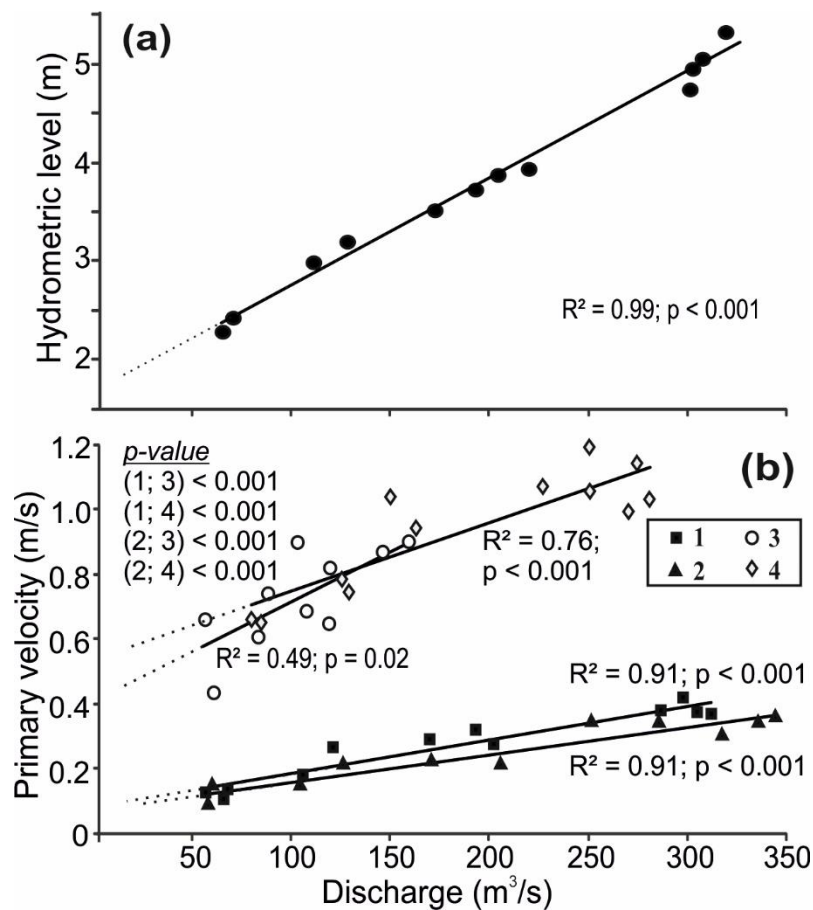 (a)
Hydrometric level (m)
5
4
3
2
R² = 0.99; p < 0.001
(b)
Primary velocity (m/s)
1.2
1.0
0.8
0.6
0.4
0.2
0
p-value
(1; 3) < 0.001
(1; 4) < 0.001
(2; 3) < 0.001
(2; 4) < 0.001
R² = 0.76;
p < 0.001
1 3
2 4
R² = 0.49; p = 0.02
R² = 0.91; p < 0.001
R² = 0.91; p < 0.001
50 100 150 200 250 300 350
Discharge (m³/s)